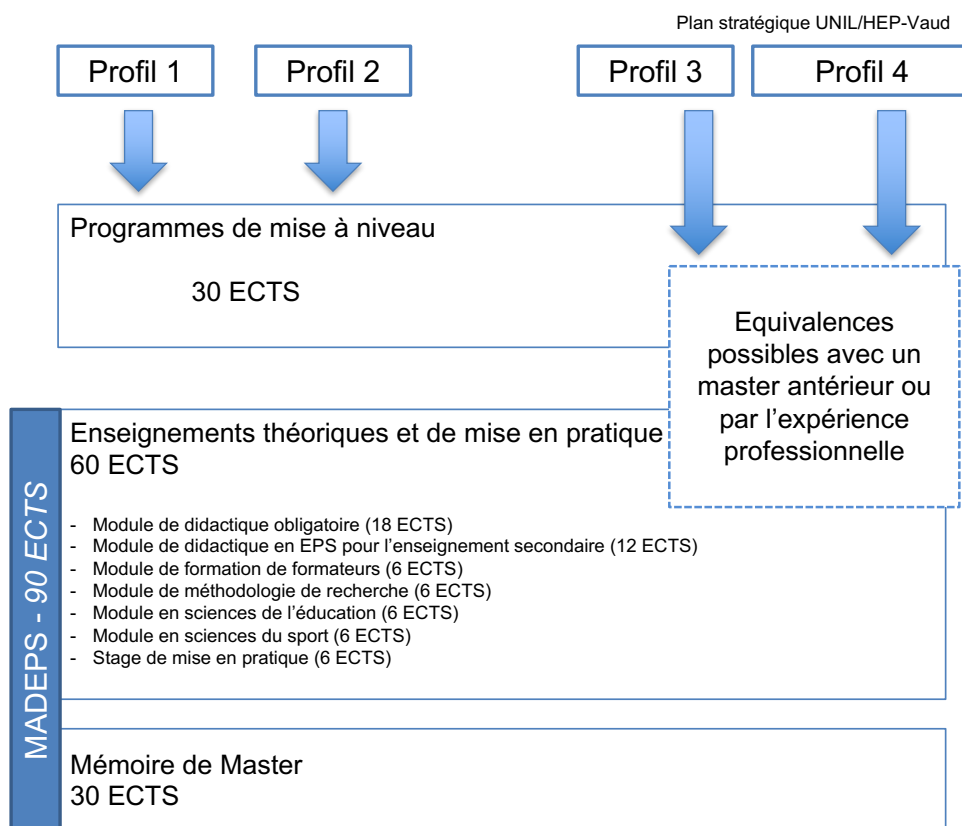 Plan stratégique UNIL/HEP-Vaud
Profil 1
Profil 2
Profil 3
Profil 4
Programmes de mise à niveau
30 ECTS
Equivalences
possibles avec un
master antérieur ou
par l'expérience
professionnelle
MADEPS - 90 ECTS
Enseignements théoriques et de mise en pratique
60 ECTS
- Module de didactique obligatoire (18 ECTS)
- Module de didactique en EPS pour l'enseignement secondaire (12 ECTS)
- Module de formation de formateurs (6 ECTS)
- Module de méthodologie de recherche (6 ECTS)
- Module en sciences de l'éducation (6 ECTS)
- Module en sciences du sport (6 ECTS)
- Stage de mise en pratique (6 ECTS)
Mémoire de Master
30 ECTS